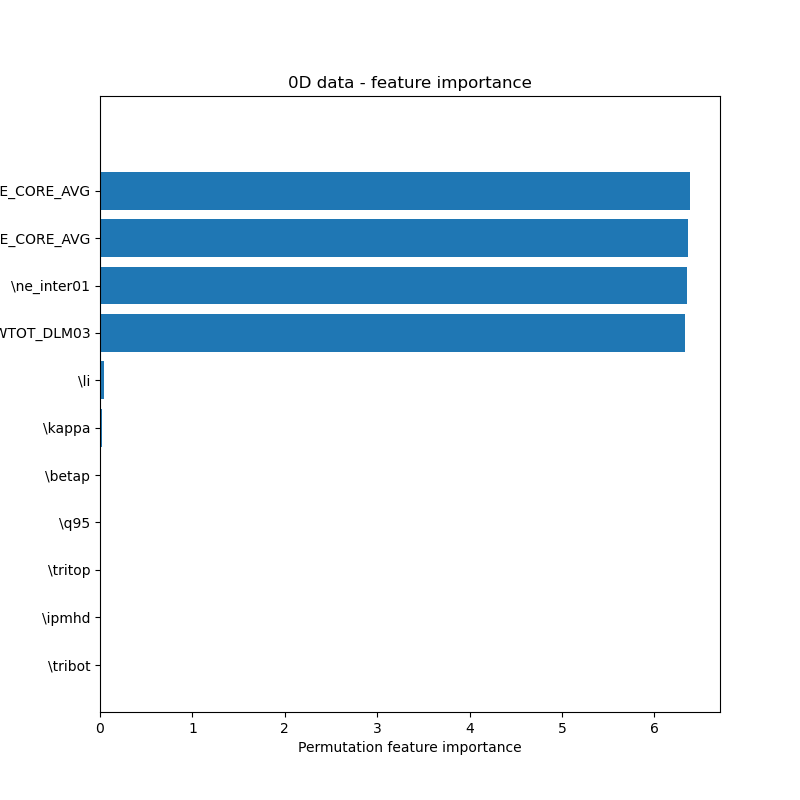 0D data - feature importance
E_CORE_AVG
E_CORE_AVG
\ne_inter01
WTOT_DLM03
\li
\kappa
\betap
\q95
\tritop
\ipmhd
\tribot
0 1 2 3 4 5 6
Permutation feature importance